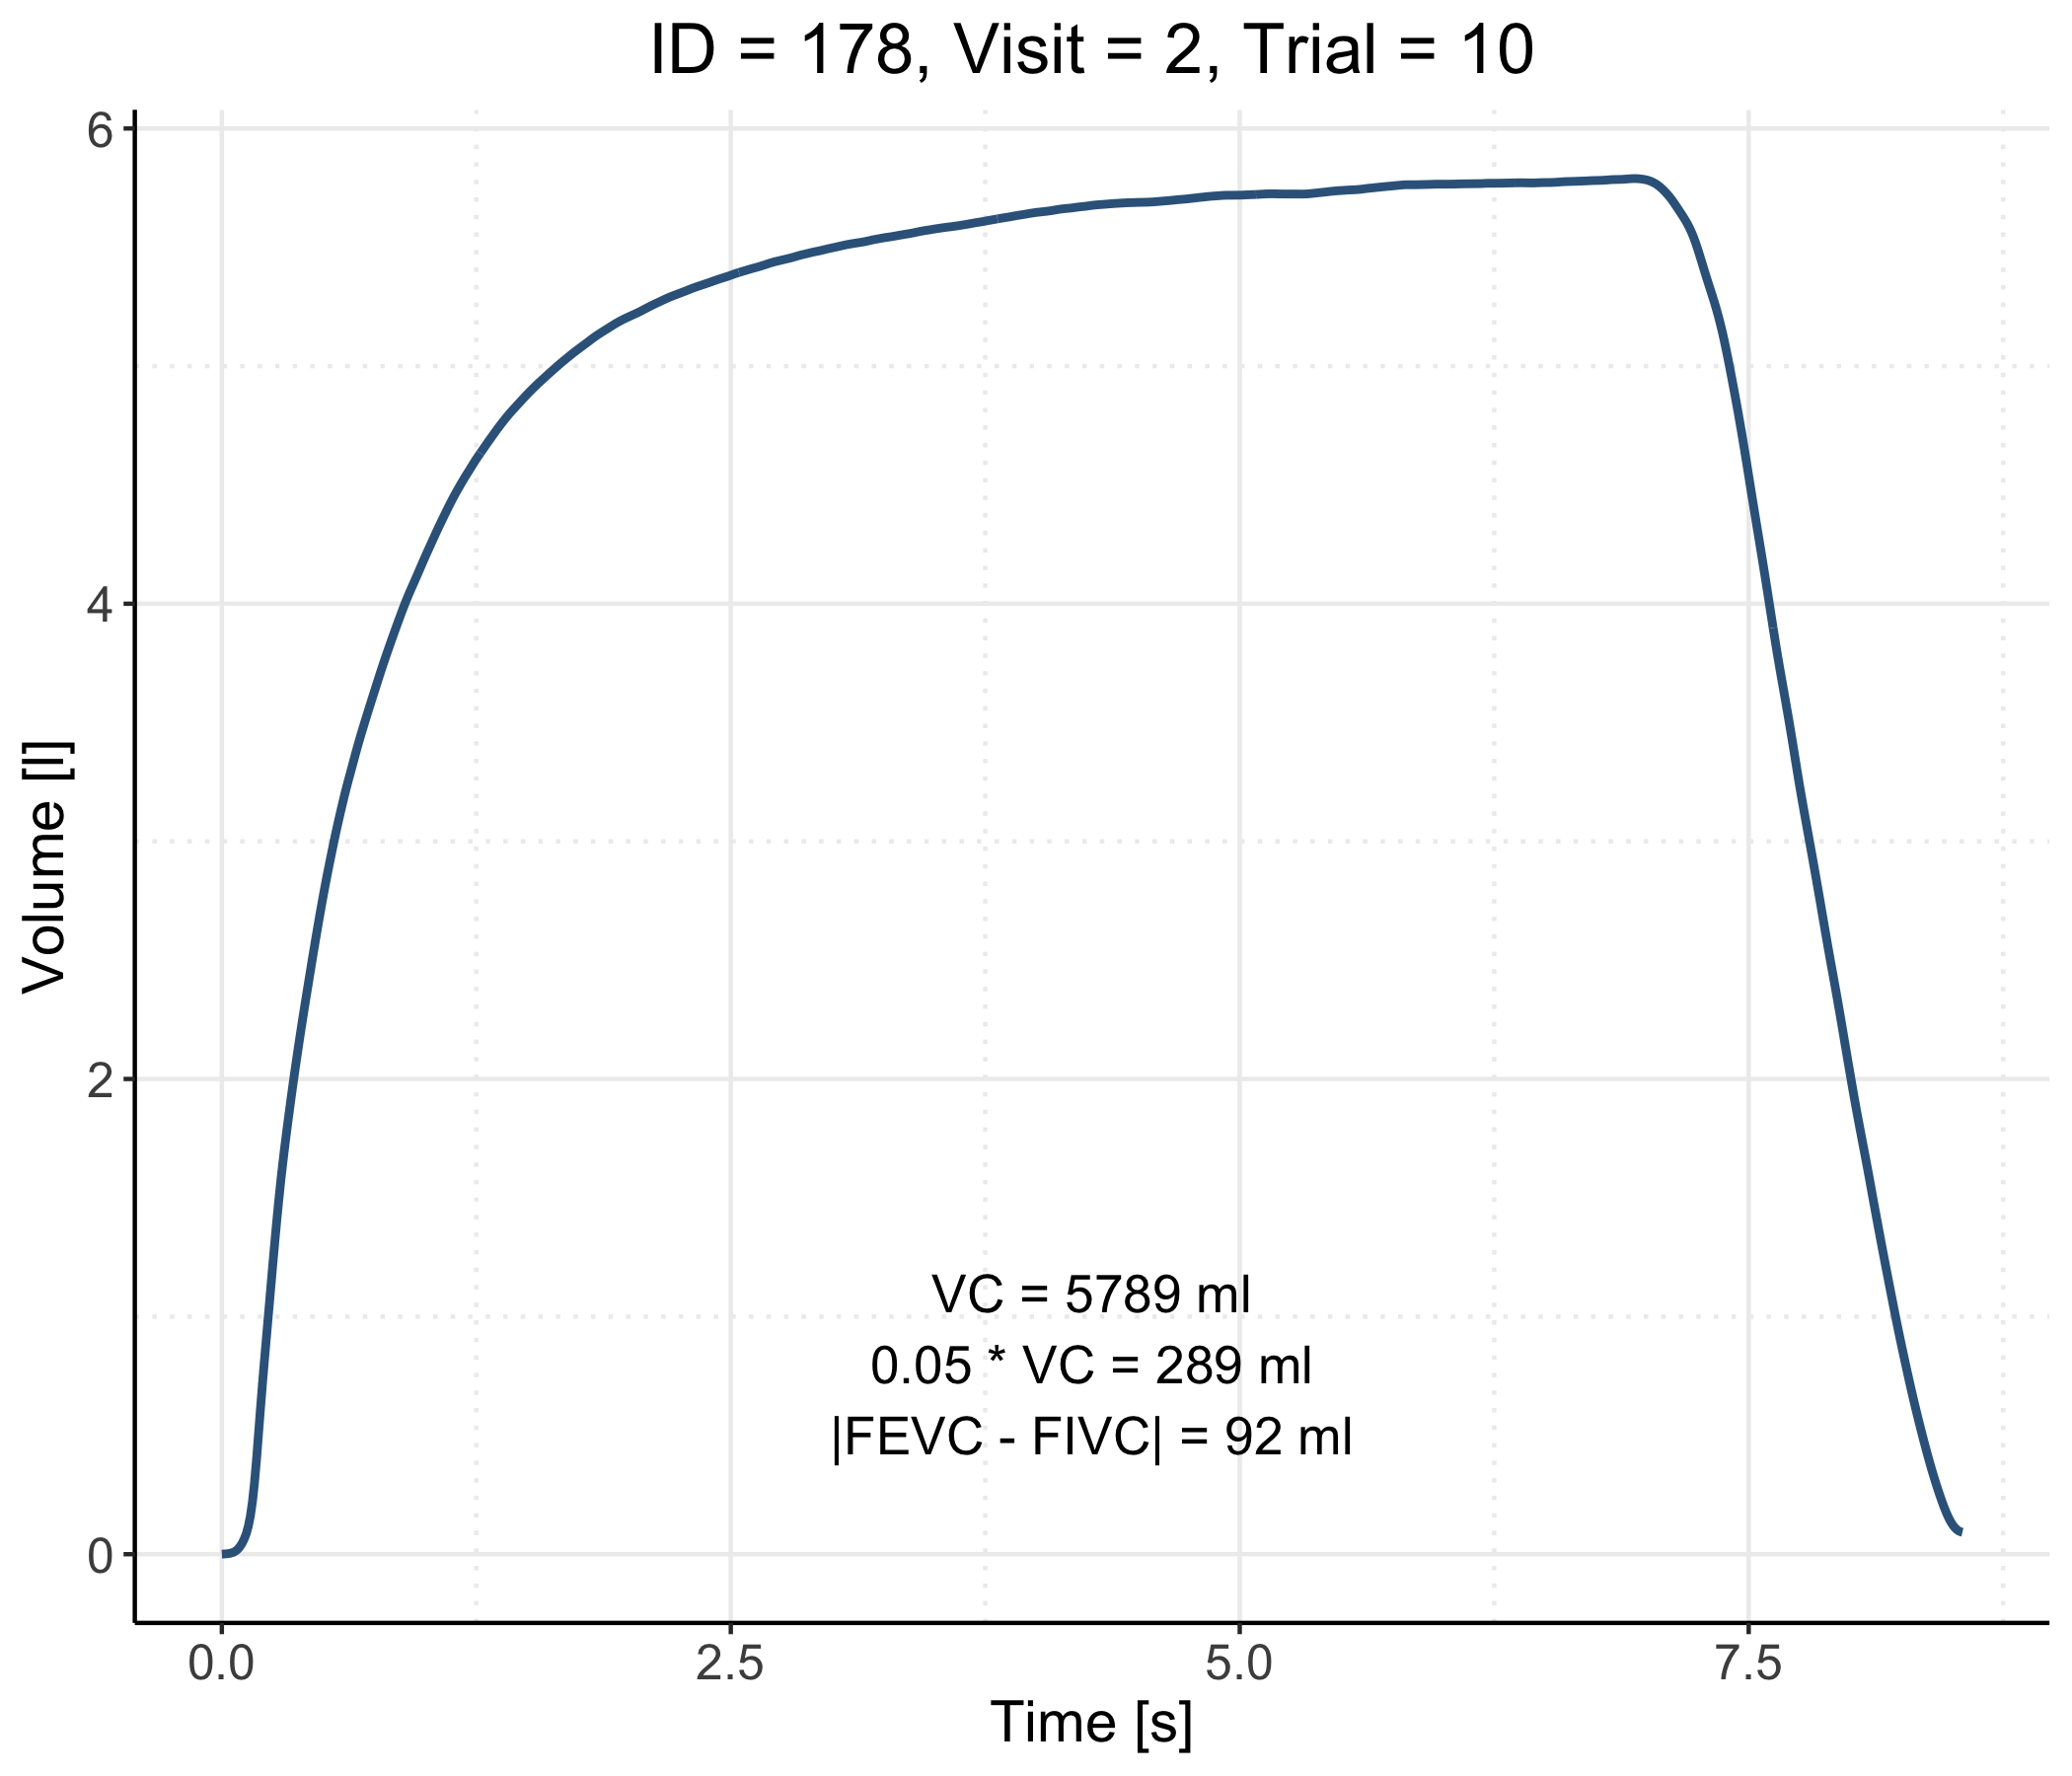 ID = 178, Visit = 2, Trial = 10
6
4
2
0
Volume [l]
VC = 5789 ml
0.05 * VC = 289 ml
|FEVC - FIVC| = 92 ml
0.0 2.5 5.0 7.5
Time [s]